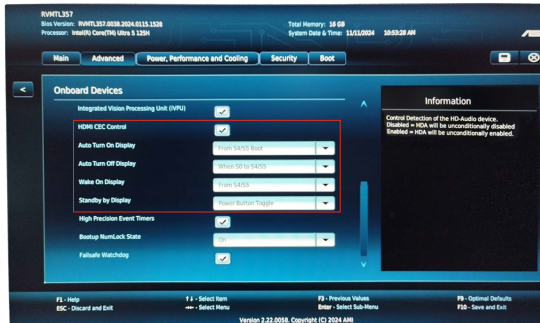 RVMTL357
Bios Version: RVMTL357.0038.2024.0115.1528
Processor: Intel(R) Core(TM) Ultra 5 125H
Total Memory: 16 GB
System Date & Time: 11/11/2024 10:53:28 AM
Main Advanced Power, Performance and Cooling Security Boot
<
Onboard Devices
Integrated Vision Processing Unit (IVPU)
HDMI CEC Control
Auto Turn On Display From S4/S5 Boot
Auto Turn Off Display When S0 to S4/S5
Wake On Display From S4/S5
Standby by Display Power Button Toggle
High Precision Event Timers
Bootup NumLock State On
Failsafe Watchdog
Information
Control Detection of the HD-Audio device.
Disabled = HDA will be unconditionally disabled
Enabled = HDA will be unconditionally enabled.
F1 - Help
ESC - Discard and Exit
↑↓ - Select Item
→← - Select Menu
F3 - Previous Values
Enter - Select Sub-Menu
F9 - Optimal Defaults
F10 - Save and Exit
Version 2.22.0058. Copyright (C) 2024 AMI